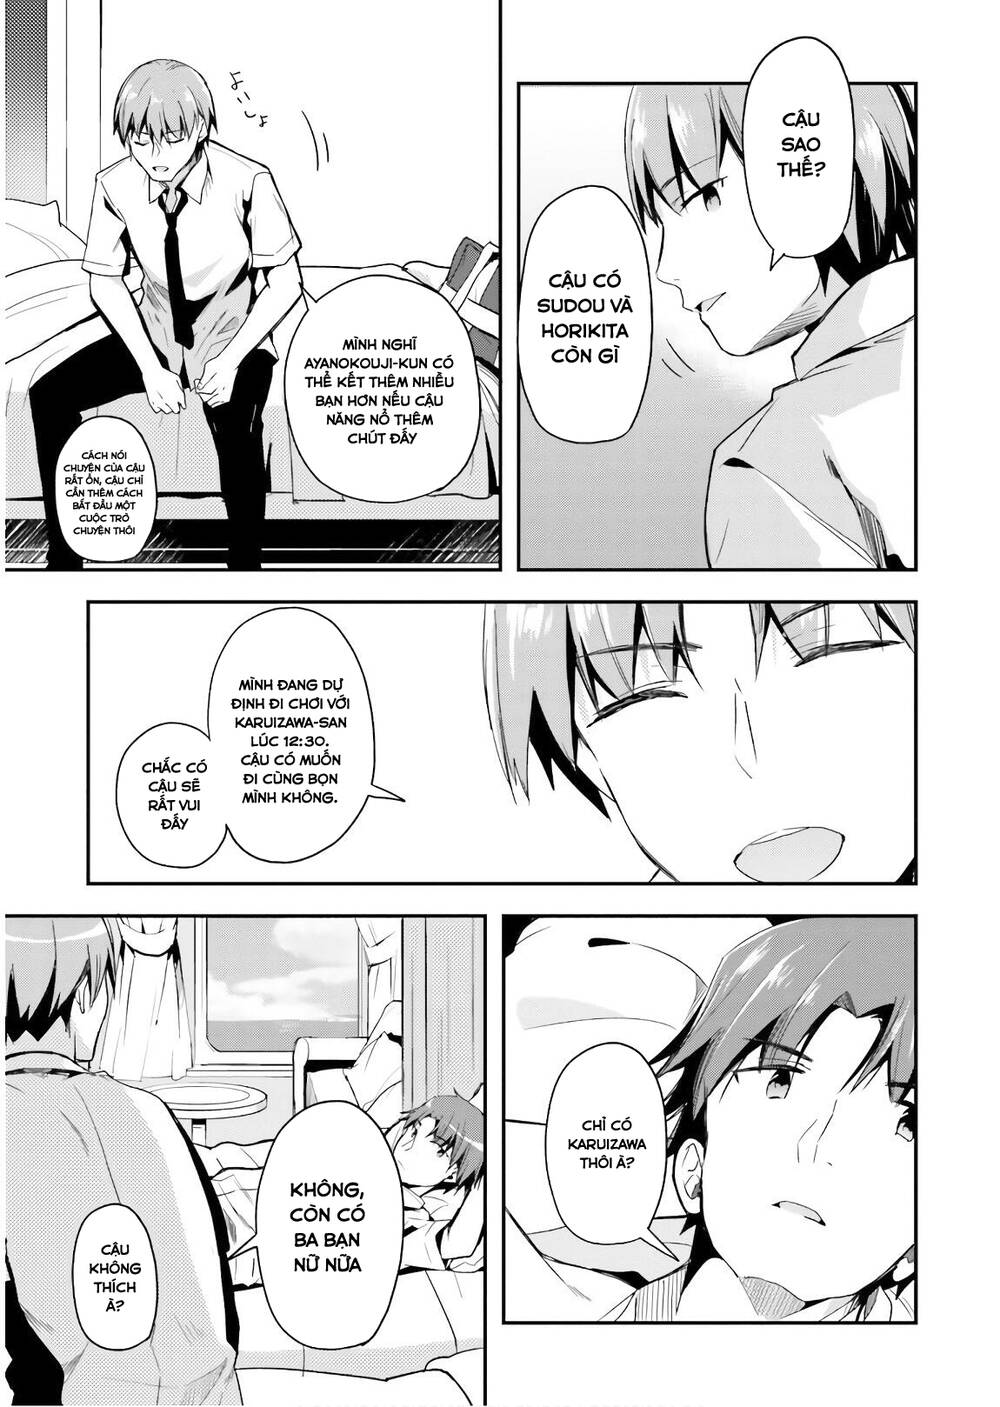 CẬU
SAO
THẾ?
CẬU CÓ
SUDOU VÀ
HORIKITA
CÒN GÌ
よいしょ
MÌNH NGHĨ
AYANOKOUJI-KUN CÓ
THỂ KẾT THÊM NHIỀU
BẠN HƠN NẾU CẬU
NĂNG NỔ THÊM
CHÚT ĐẤY
CÁCH NÓI
CHUYỆN CỦA CẬU
RẤT ỔN, CẬU CHỈ
CẦN THÊM CÁCH
BẮT ĐẦU MỘT
CUỘC TRÒ
CHUYỆN THÔI
MÌNH ĐANG DỰ
ĐỊNH ĐI CHƠI VỚI
KARUIZAWA-SAN
LÚC 12:30.
CẬU CÓ MUỐN
ĐI CÙNG BỌN
MÌNH KHÔNG.
CHẮC CÓ
CẬU SẼ
RẤT VUI
ĐẤY
CHỈ CÓ
KARUIZAWA
THÔI À?
KHÔNG,
CÒN CÓ
BA BẠN
NỮ NỮA
CẬU
KHÔNG
THÍCH
À?